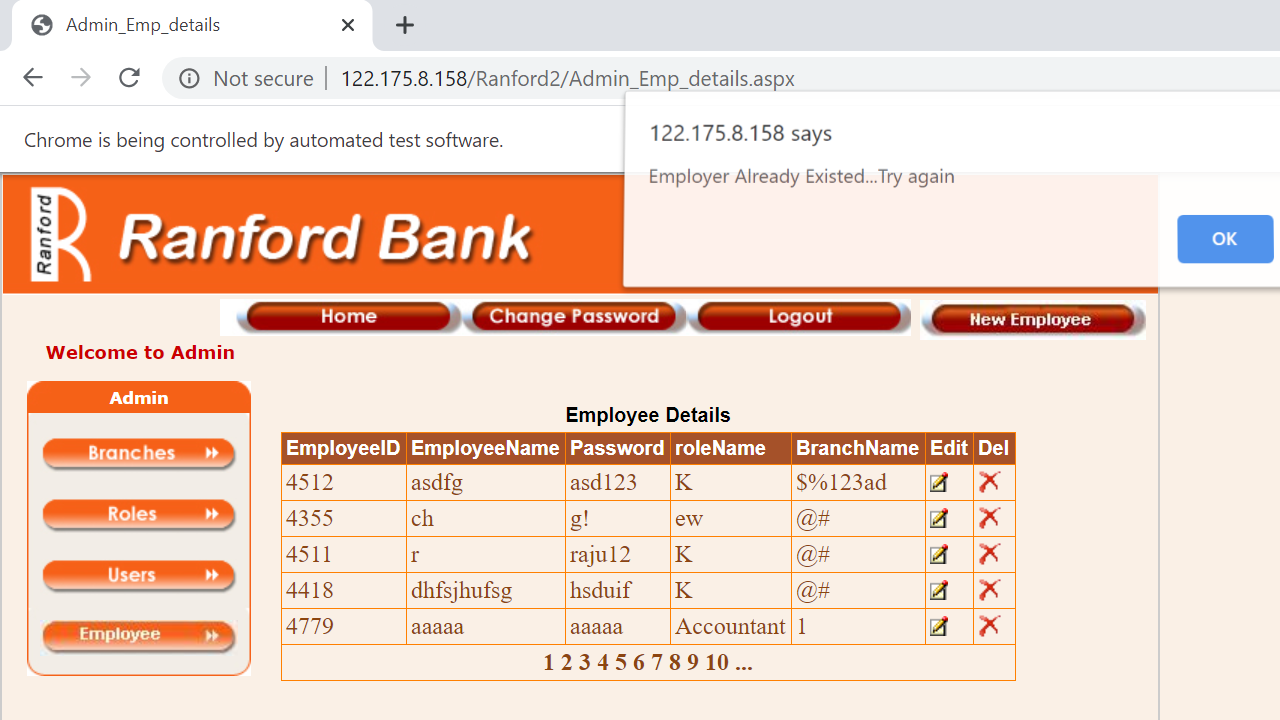 Admin_Emp_details
Not secure | 122.175.8.158/Ranford2/Admin_Emp_details.aspx
Chrome is being controlled by automated test software.
122.175.8.158 says
Employer Already Existed...Try again
OK
Ranford
Ranford Bank
Home Change Password Logout New Employee
Welcome to Admin
Admin
Branches
Roles
Users
Employee
Employee Details
EmployeeID EmployeeName Password roleName BranchName Edit Del
4512 asdfg asd123 K $%123ad
4355 ch g! ew @#
4511 r raju12 K @#
4418 dhfsjhufsg hsduif K @#
4779 aaaaa aaaaa Accountant 1
1 2 3 4 5 6 7 8 9 10 ...